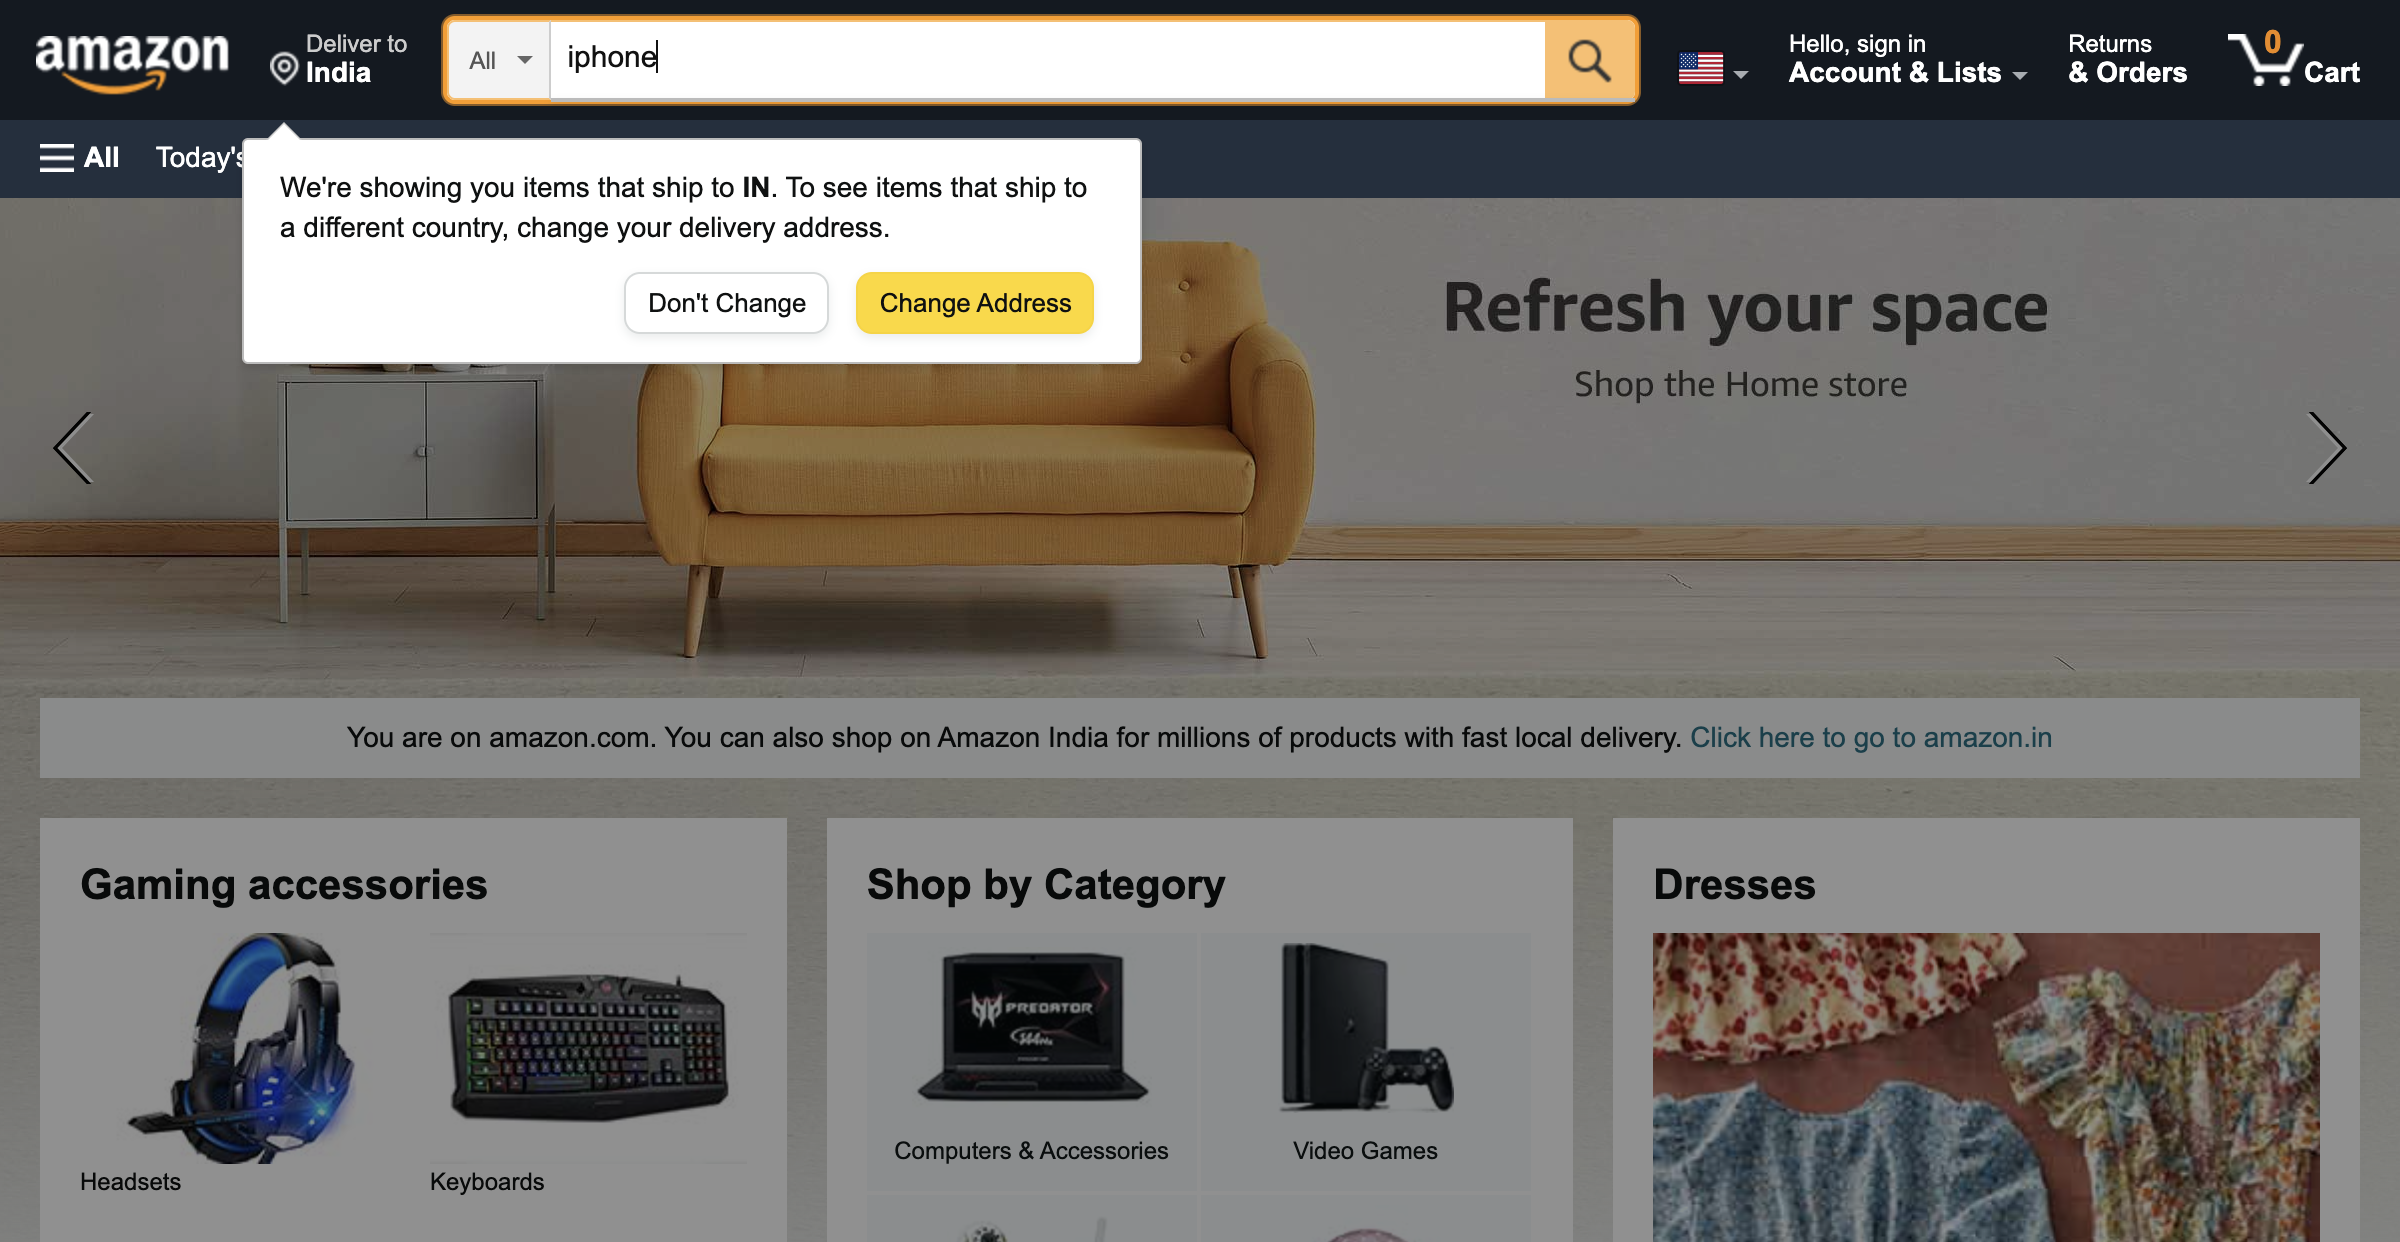 amazon
Deliver to
India
All
iphone
Hello, sign in
Account & Lists
Returns
& Orders
0
Cart
All
Today's
We're showing you items that ship to IN. To see items that ship to
a different country, change your delivery address.
Don't Change
Change Address
Refresh your space
Shop the Home store
You are on amazon.com. You can also shop on Amazon India for millions of products with fast local delivery. Click here to go to amazon.in
Gaming accessories
Headsets
Keyboards
Shop by Category
PREDATOR
144Hz
Computers & Accessories
Video Games
Dresses